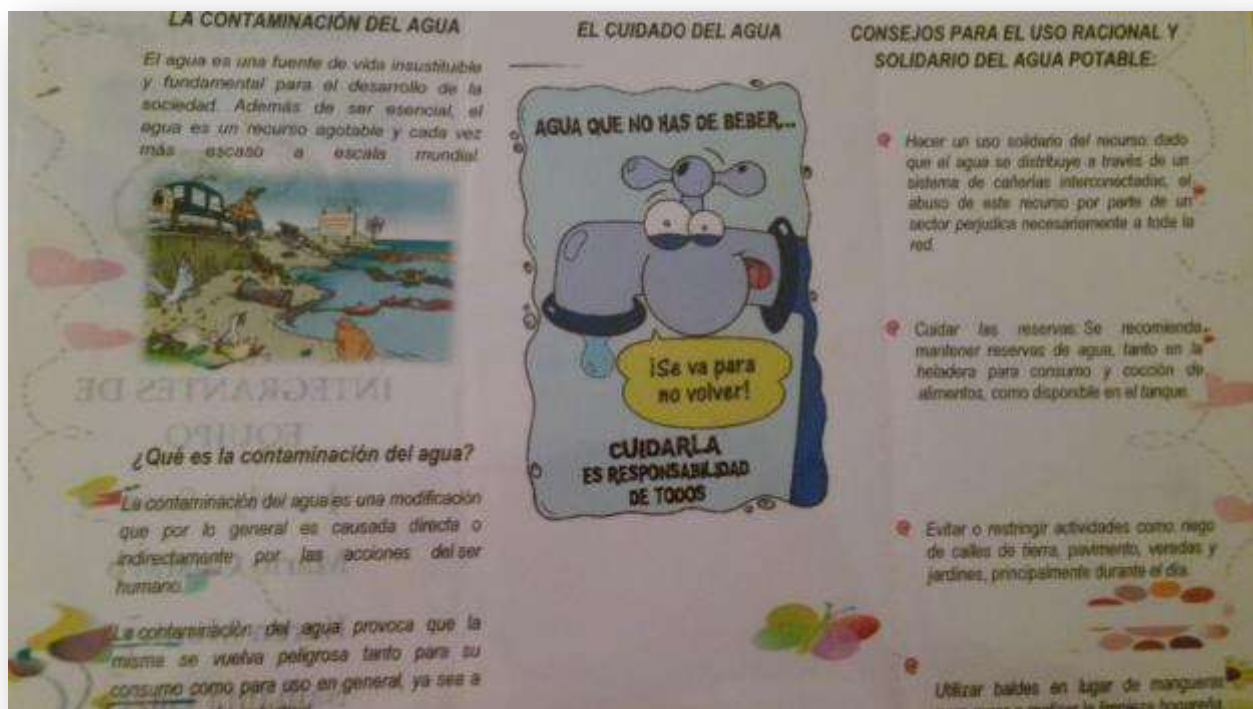 LA CONTAMINACIÓN DEL AGUA
El agua es una fuente de vida insustituible
y fundamental para el desarrollo de la
sociedad. Además de ser esencial, el
agua es un recurso agotable y cada vez
más escaso a escala mundial.
¿Qué es la contaminación del agua?
La contaminación del agua es una modificación
que por lo general es causada directa o
indirectamente por las acciones del ser
humano.
La contaminación del agua provoca que la
misma se vuelva peligrosa tanto para su
consumo como para uso en general, ya sea a
EL CUIDADO DEL AGUA
AGUA QUE NO HAS DE BEBER...
¡Se va para
no volver!
CUIDARLA
ES RESPONSABILIDAD
DE TODOS
CONSEJOS PARA EL USO RACIONAL Y
SOLIDARIO DEL AGUA POTABLE:
Hacer un uso solidario del recurso dado
que el agua se distribuye a través de un
sistema de cañerías interconectadas, el
abuso de este recurso por parte de un
sector perjudica necesariamente a toda la
red.
Cuidar las reservas. Se recomienda
mantener reservas de agua, tanto en la
heladera para consumo y cocción de
alimentos, como disponible en el tanque.
Evitar o restringir actividades como riego
de calles de tierra, pavimento, veredas y
jardines, principalmente durante el día.
Utilizar baldes en lugar de mangueras
realizar la limpieza hogareña
INTEGRANTES DE
EQUIPO